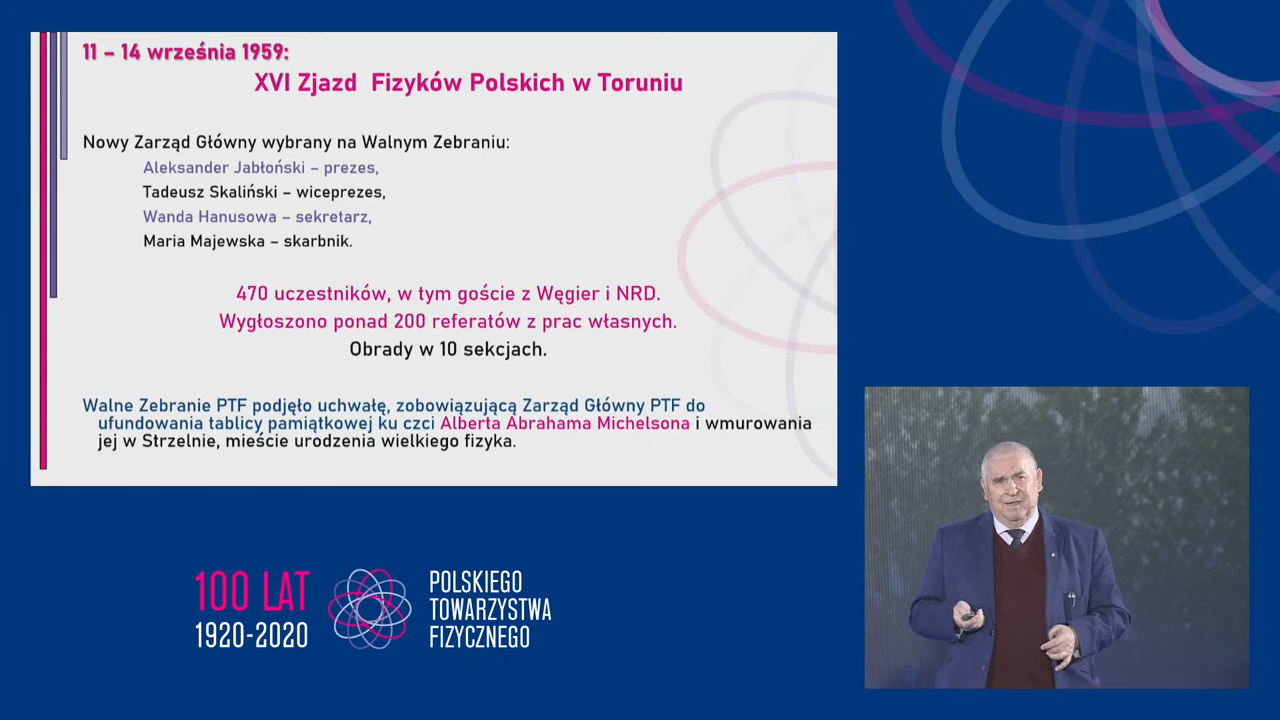 11 – 14 września 1959:
XVI Zjazd Fizyków Polskich w Toruniu
Nowy Zarząd Główny wybrany na Walnym Zebraniu:
Aleksander Jabłoński – prezes,
Tadeusz Skaliński – wiceprezes,
Wanda Hanusowa – sekretarz,
Maria Majewska – skarbnik.
470 uczestników, w tym goście z Węgier i NRD.
Wygłoszono ponad 200 referatów z prac własnych.
Obrady w 10 sekcjach.
Walne Zebranie PTF podjęło uchwałę, zobowiązującą Zarząd Główny PTF do
ufundowania tablicy pamiątkowej ku czci Alberta Abrahama Michelsona i wmurowania
jej w Strzelnie, mieście urodzenia wielkiego fizyka.
100 LAT
1920-2020
POLSKIEGO
TOWARZYSTWA
FIZYCZNEGO